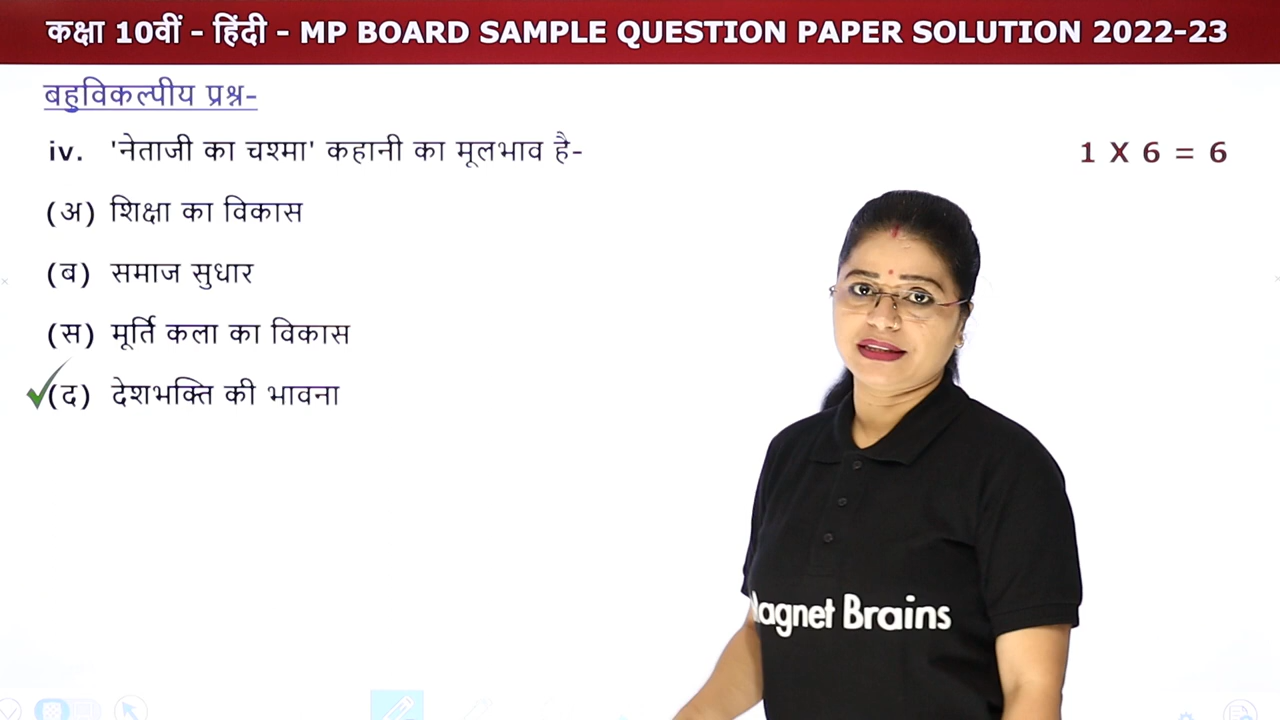 कक्षा 10वीं - हिंदी - MP BOARD SAMPLE QUESTION PAPER SOLUTION 2022-23
बहुविकल्पीय प्रश्न-
iv. 'नेताजी का चश्मा' कहानी का मूलभाव है- 1 X 6 = 6
(अ) शिक्षा का विकास
(ब) समाज सुधार
(स) मूर्ति कला का विकास
(द) देशभक्ति की भावना
Brains